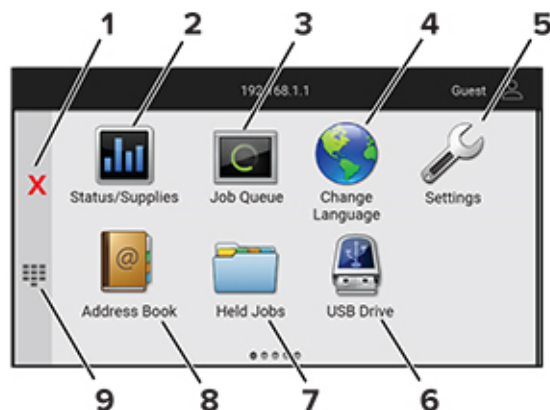 1 2 3 4 5
192.168.1.1 Guest
X
Status/Supplies Job Queue Change Language Settings
@
Address Book Held Jobs USB Drive
9 8 7 6